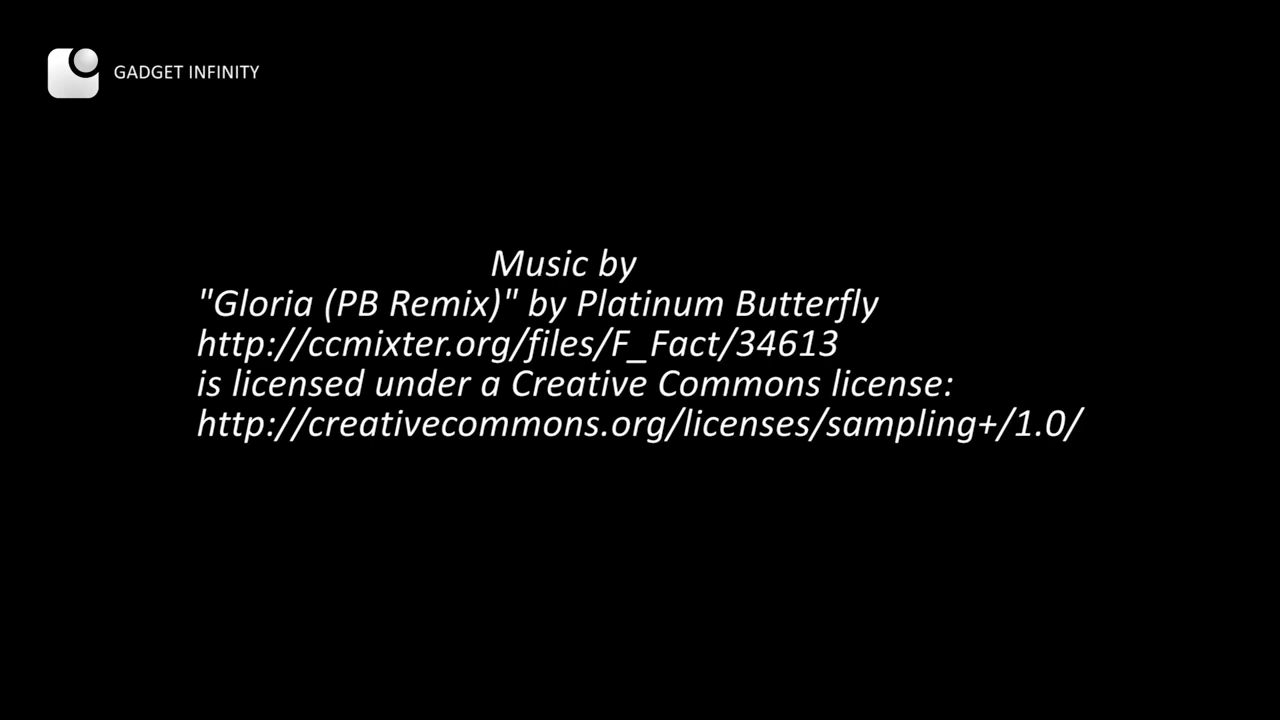 GADGET INFINITY
Music by
"Gloria (PB Remix)" by Platinum Butterfly
http://ccmixter.org/files/F_Fact/34613
is licensed under a Creative Commons license:
http://creativecommons.org/licenses/sampling+/1.0/